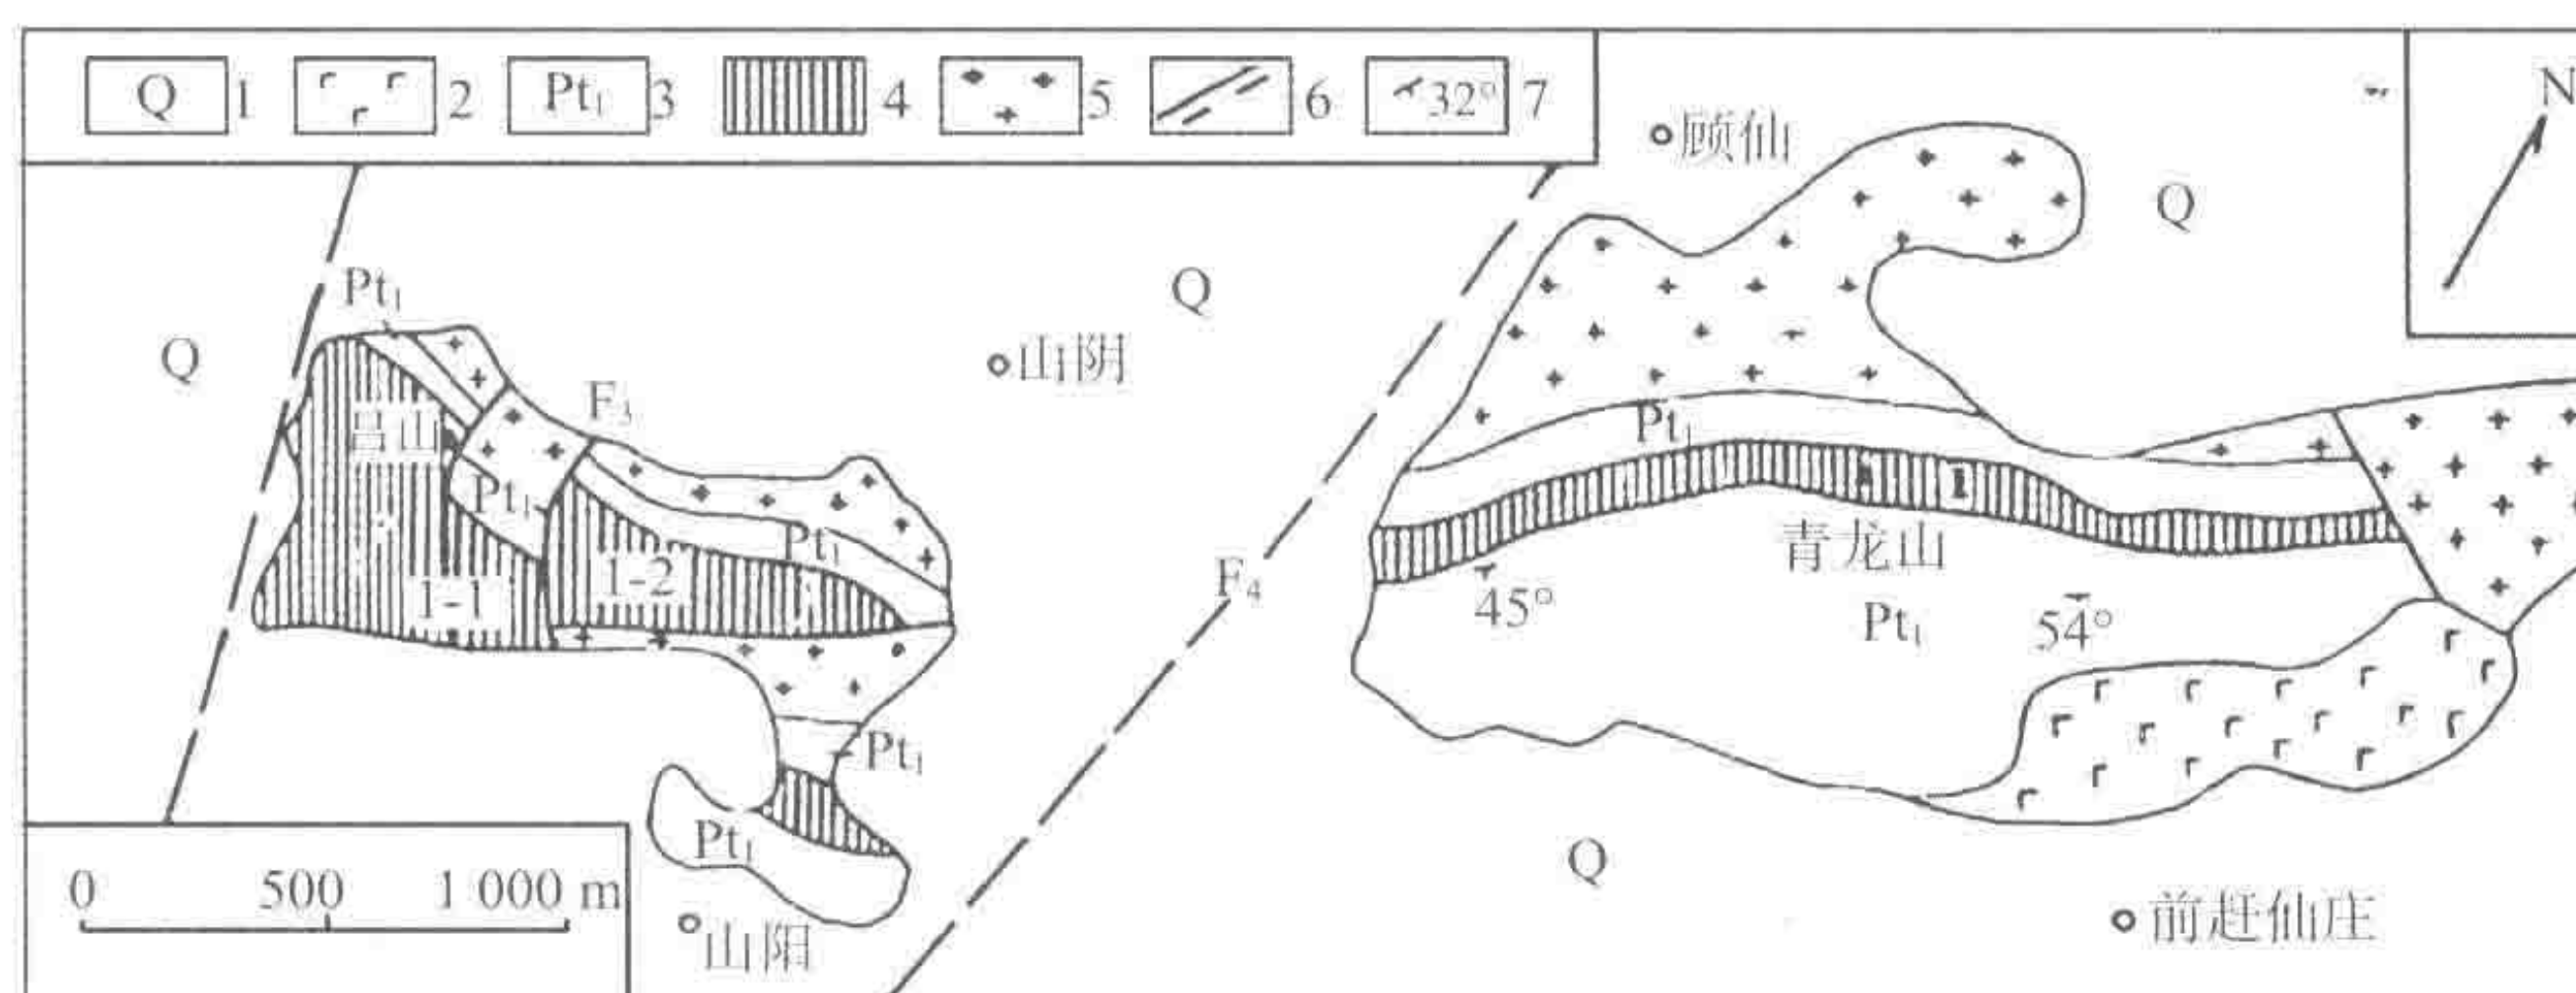 Q 1 2 Pt₁ 3 4 5 6 32° 7
N
顾仙
Q
Pt₁
Q
Q
山阴
F₃
昌山
Pt₁
Pt₁
Pt₁
1-1
1-2
青龙山
F₄
45°
Pt₁
54°
Pt₁
Pt₁
Q
0 500 1 000 m
山阳
前赶仙庄